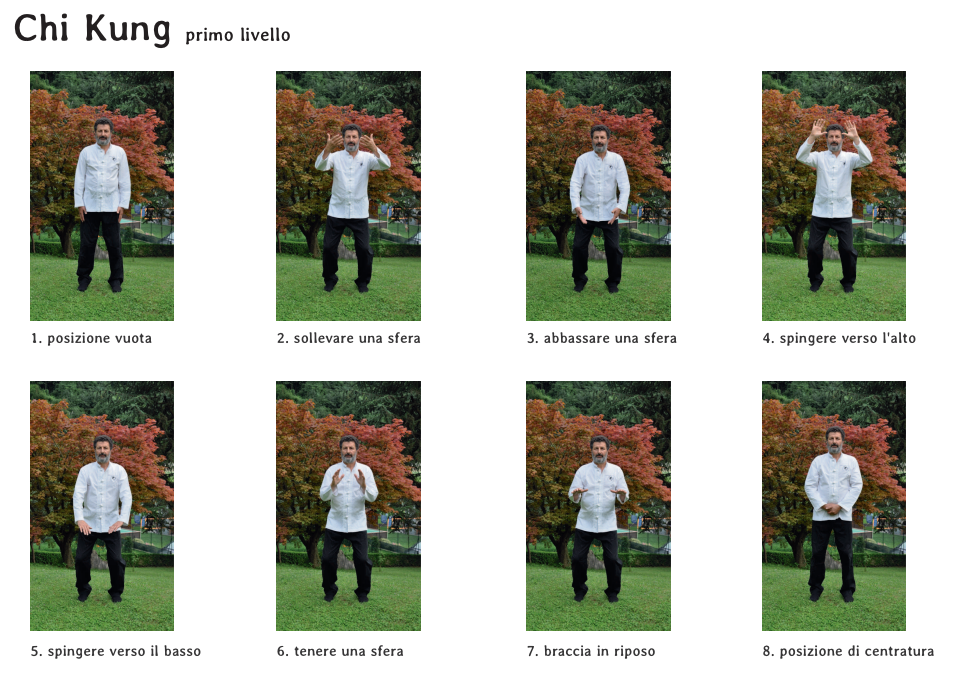 Chi Kung primo livello
1. posizione vuota
2. sollevare una sfera
3. abbassare una sfera
4. spingere verso l'alto
5. spingere verso il basso
6. tenere una sfera
7. braccia in riposo
8. posizione di centratura